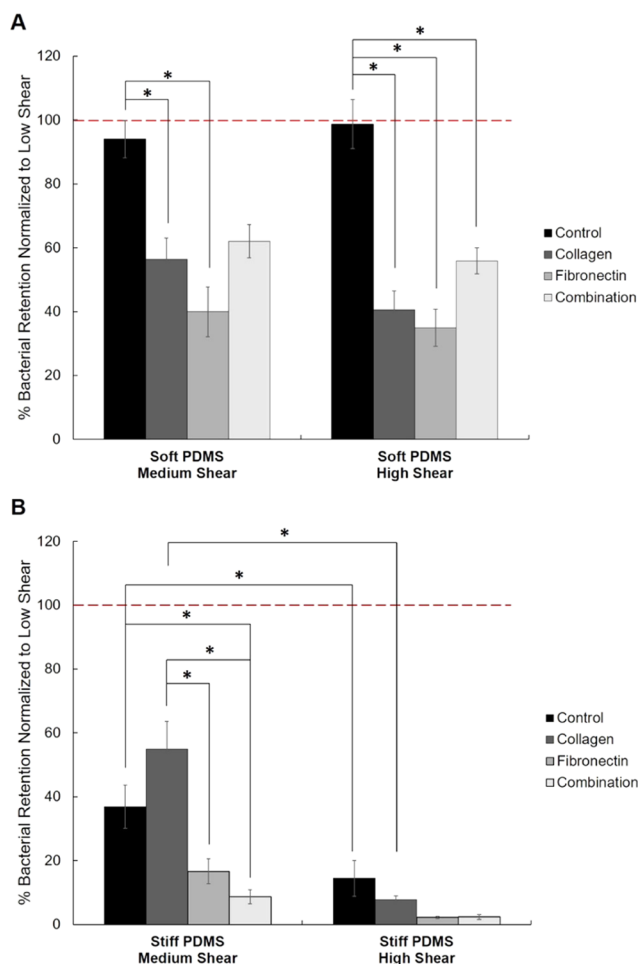 A
% Bacterial Retention Normalized to Low Shear
120
100
80
60
40
20
0
*
*
*
*
*
Soft PDMS
Medium Shear
Soft PDMS
High Shear
Control
Collagen
Fibronectin
Combination
B
% Bacterial Retention Normalized to Low Shear
120
100
80
60
40
20
0
*
*
*
*
*
Stiff PDMS
Medium Shear
Stiff PDMS
High Shear
Control
Collagen
Fibronectin
Combination